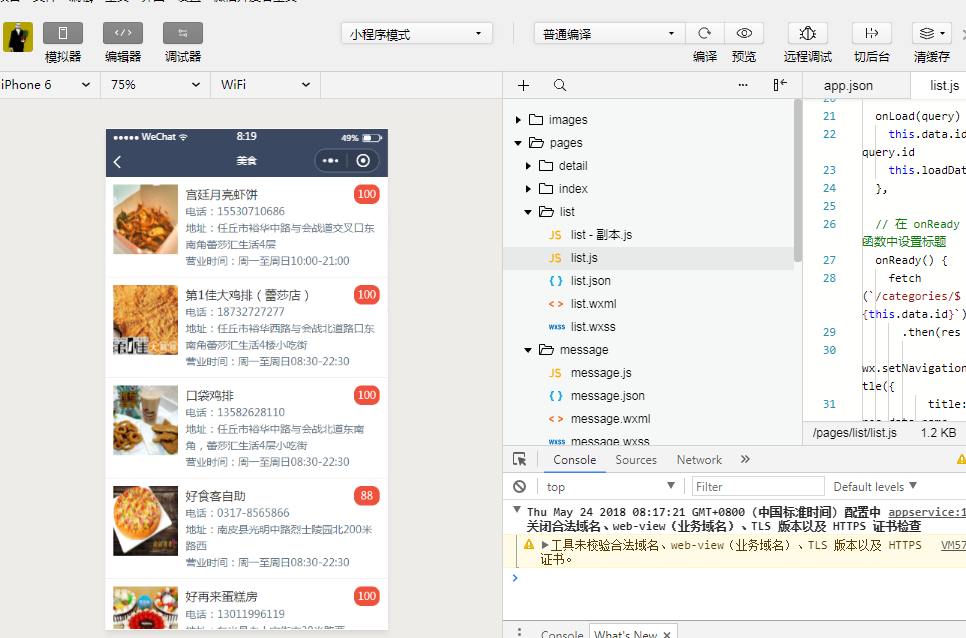 模拟器
编辑器
调试器
小程序模式
普通编译
编译
预览
远程调试
切后台
清缓存
iPhone 6
75%
WiFi
WeChat
8:19
49%
美食
宫廷月亮虾饼
100
电话：15530710686
地址：任丘市裕华中路与会战道交叉口东
南角蕾莎汇生活4层
营业时间：周一至周日10:00-21:00
第1佳大鸡排（蕾莎店）
100
电话：18732727277
地址：任丘市裕华西路与会战北道路口东
南角蕾莎汇生活4楼小吃街
营业时间：周一至周日08:30-22:30
口袋鸡排
100
电话：13582628110
地址：任丘市裕华中路与会战北道东南
角，蕾莎汇生活4层小吃街
营业时间：周一至周日08:30-22:30
好食客自助
88
电话：0317-8565866
地址：南皮县光明中路烈士陵园北200米
路西
营业时间：周一至周日08:30-22:30
好再来蛋糕房
100
电话：13011996119
images
pages
detail
index
list
JS list - 副本.js
JS list.js
{ } list.json
< > list.wxml
wxss list.wxss
message
JS message.js
{ } message.json
< > message.wxml
wxss message.wxss
app.json
list.js
21 onLoad(query)
22 this.data.id
query.id
23 this.loadDat
24 },
25
26 // 在 onReady
函数中设置标题
27 onReady() {
28 fetch
(`/categories/$
{this.data.id}`)
29 .then(res
30
wx.setNavigation
tle({
31 title:
/pages/list/list.js
1.2 KB
Console
Sources
Network
top
Filter
Default levels
Thu May 24 2018 08:17:21 GMT+0800 (中国标准时间) 配置中
appservice:1
关闭合法域名、web-view（业务域名）、TLS 版本以及 HTTPS 证书检查
工具未校验合法域名、web-view（业务域名）、TLS 版本以及 HTTPS
VM57
证书。
Console
What's New